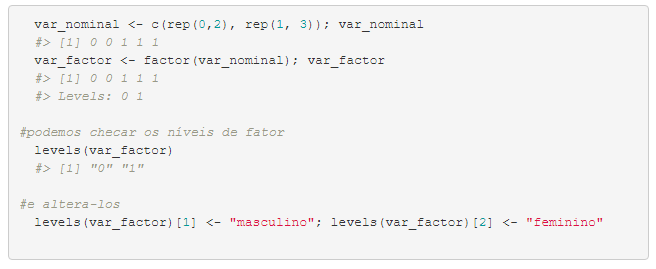 var_nominal <- c(rep(0,2), rep(1, 3)); var_nominal
#> [1] 0 0 1 1 1
var_factor <- factor(var_nominal); var_factor
#> [1] 0 0 1 1 1
#> Levels: 0 1
#podemos checar os níveis de fator
levels(var_factor)
#> [1] "0" "1"
#e altera-los
levels(var_factor)[1] <- "masculino"; levels(var_factor)[2] <- "feminino"